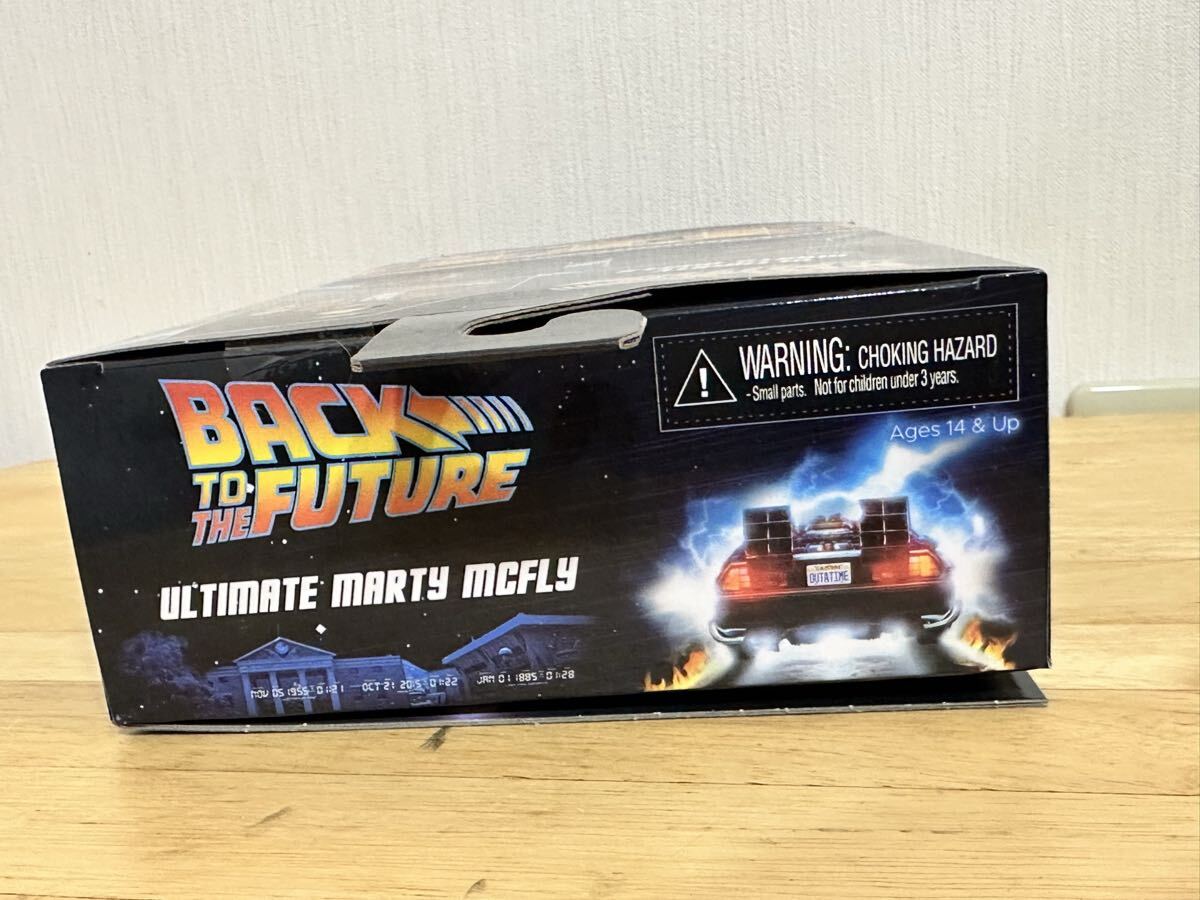 BACK
TO THE FUTURE
ULTIMATE MARTY MCFLY
NOV 05 1955 01:21 OCT 21 2015 01:22 JAN 01 1885 01:28
WARNING: CHOKING HAZARD
-Small parts. Not for children under 3 years.
Ages 14 & Up
OUTATIME